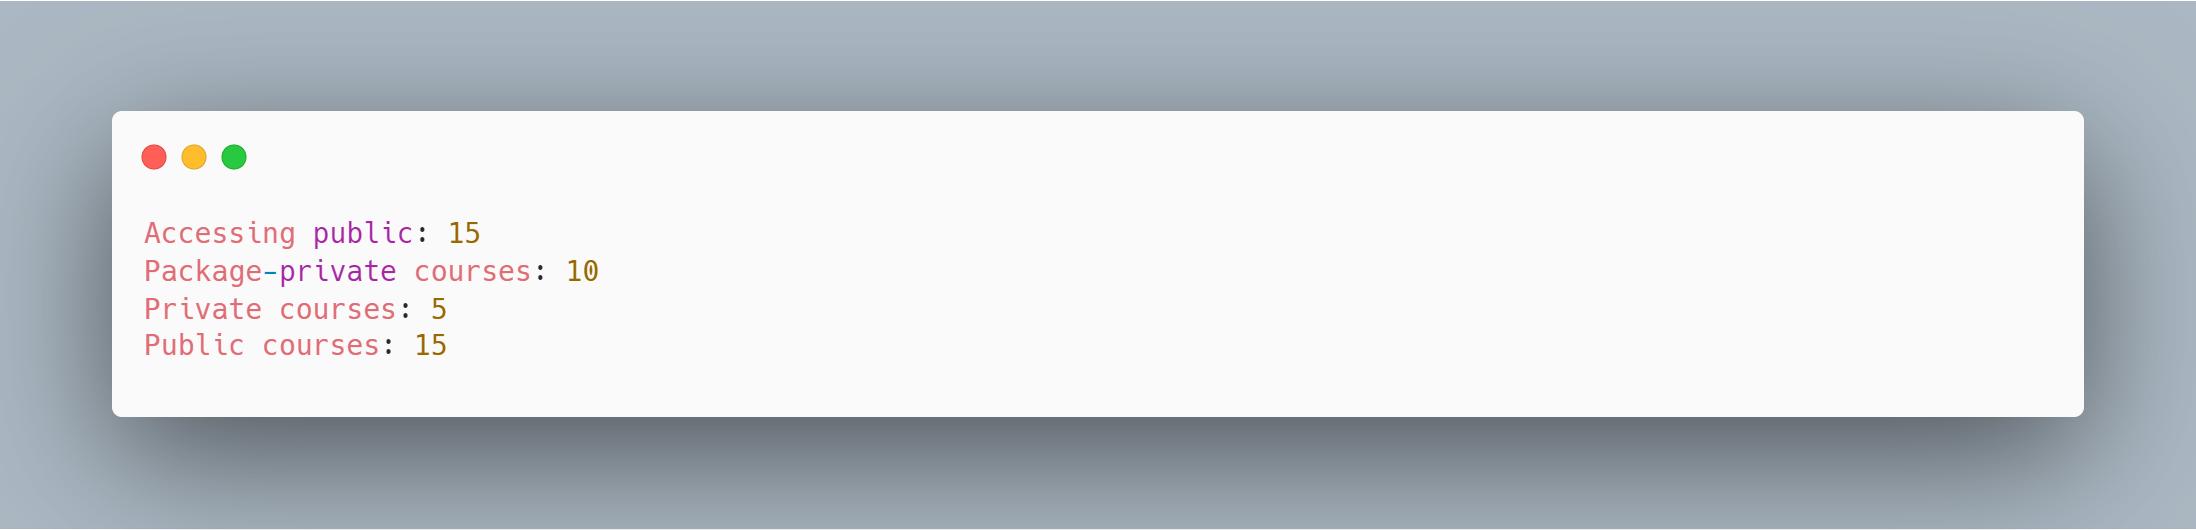 Accessing public: 15
Package-private courses: 10
Private courses: 5
Public courses: 15